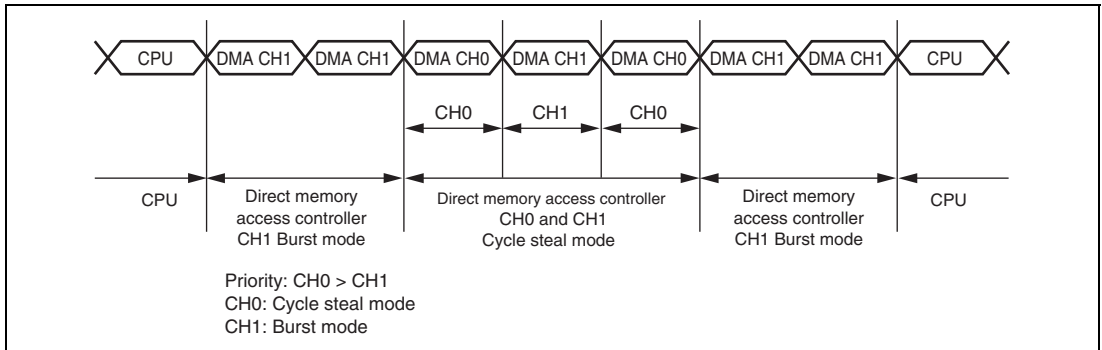 CPU DMA CH1 DMA CH1 DMA CH0 DMA CH1 DMA CH0 DMA CH1 DMA CH1 CPU
CH0 CH1 CH0
CPU
Direct memory
access controller
CH1 Burst mode
Direct memory access controller
CH0 and CH1
Cycle steal mode
Direct memory
access controller
CH1 Burst mode
CPU
Priority: CH0 > CH1
CH0: Cycle steal mode
CH1: Burst mode